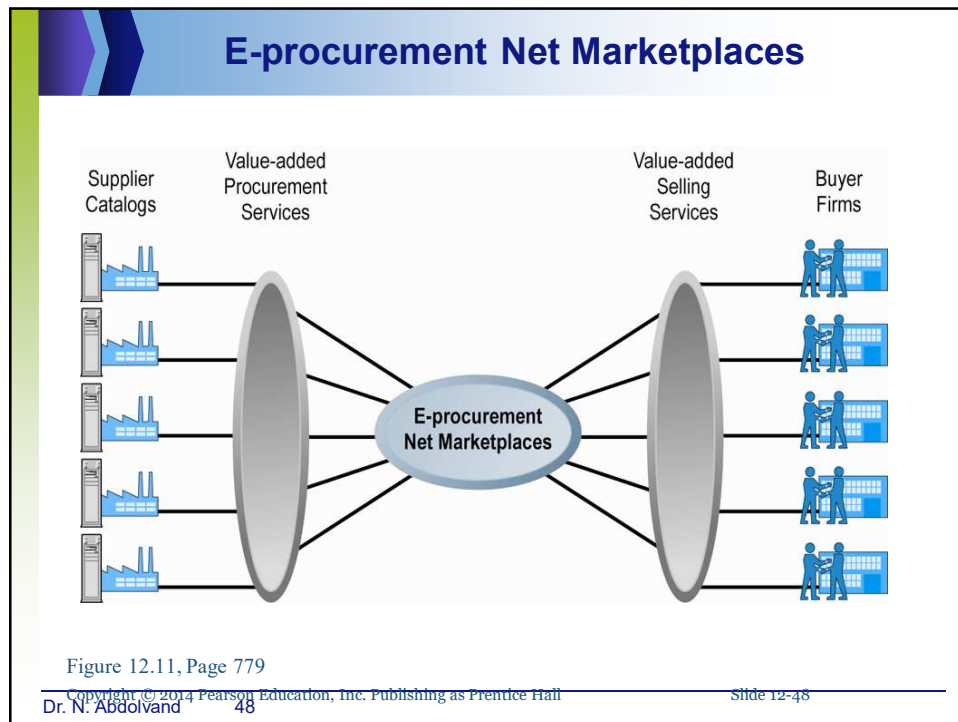 E-procurement Net Marketplaces
Supplier
Catalogs
Value-added
Procurement
Services
Value-added
Selling
Services
Buyer
Firms
E-procurement
Net Marketplaces
Figure 12.11, Page 779
Copyright © 2014 Pearson Education, Inc. Publishing as Prentice Hall Slide 12-48
Dr. N. Abdolvand 48